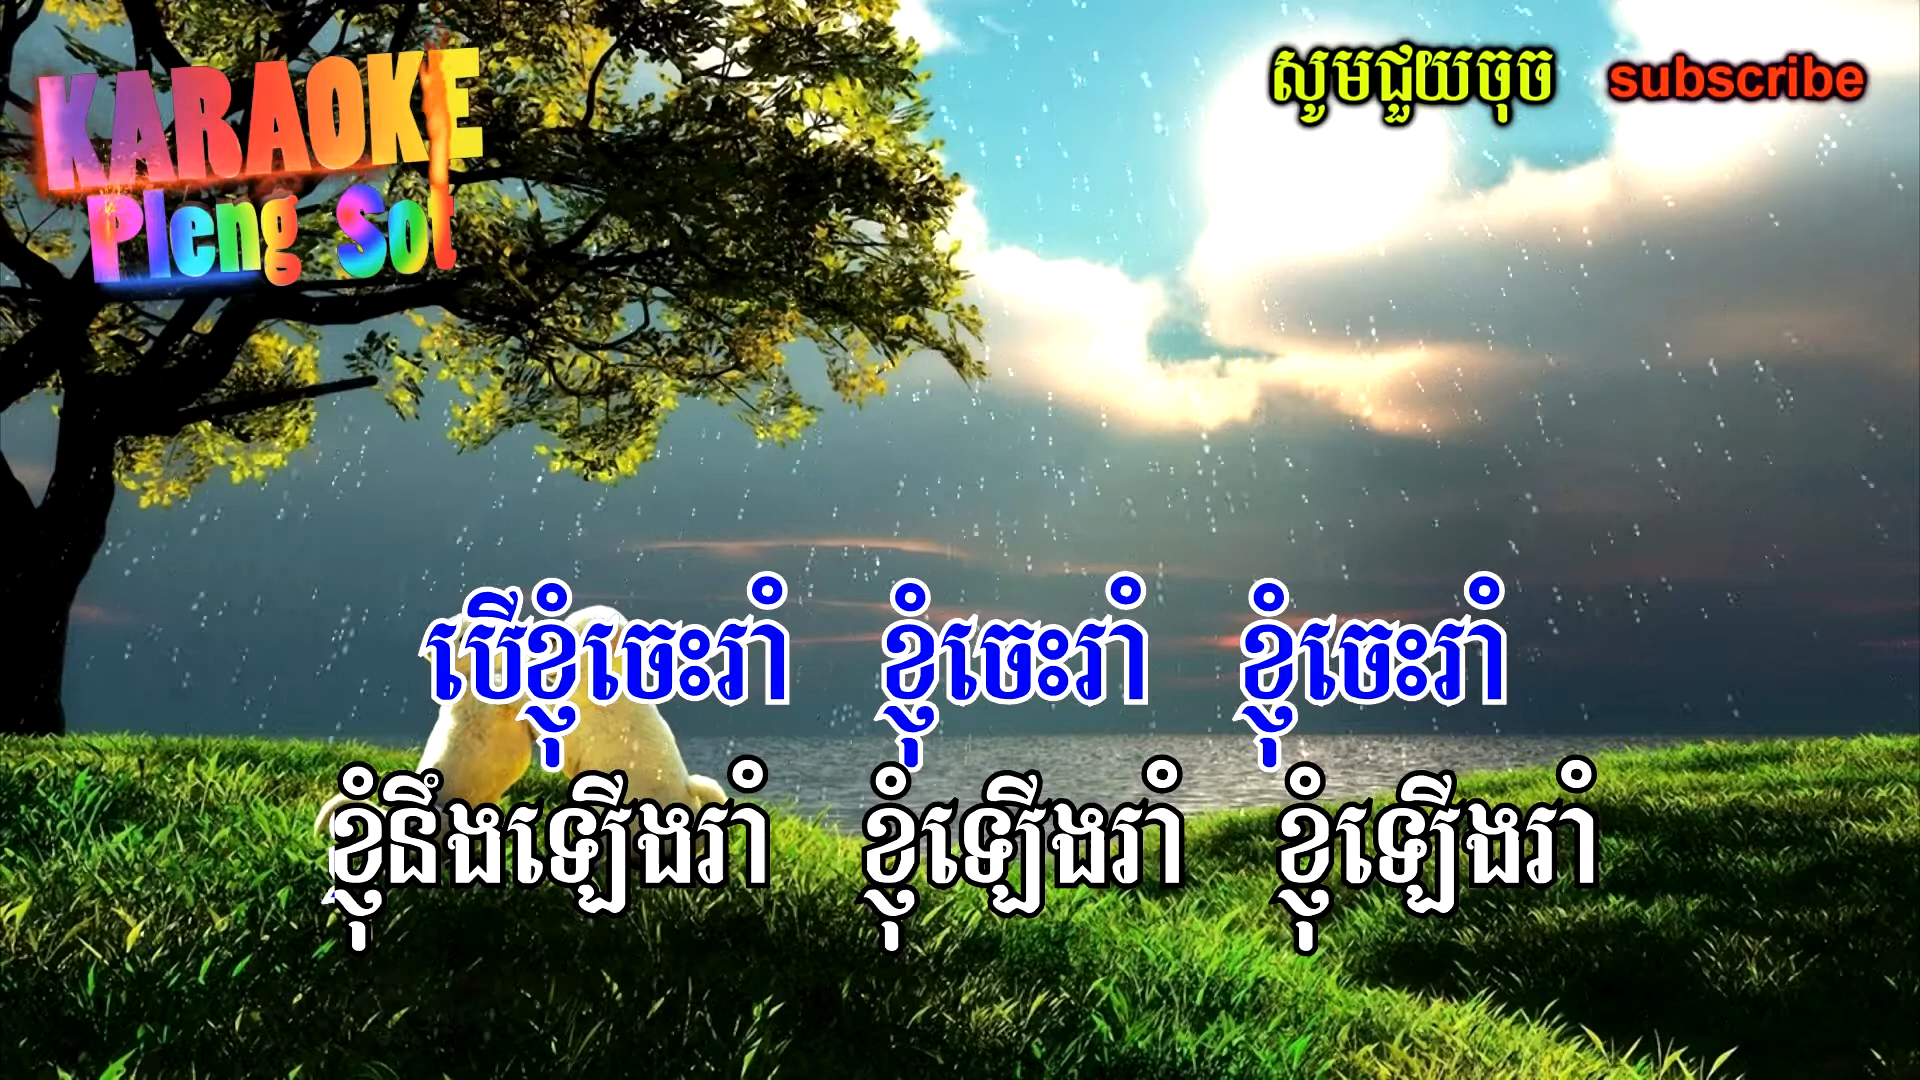 KARAOKE
Pleng Sot
សូមជួយចុច subscribe
បើខ្ញុំចេះរាំ ខ្ញុំចេះរាំ ខ្ញុំចេះរាំ
ខ្ញុំនឹងឡើងរាំ ខ្ញុំឡើងរាំ ខ្ញុំឡើងរាំ